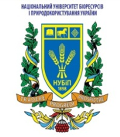 НАЦІОНАЛЬНИЙ УНІВЕРСИТЕТ БІОРЕСУРСІВ
І ПРИРОДОКОРИСТУВАННЯ УКРАЇНИ
НУБІП
1898